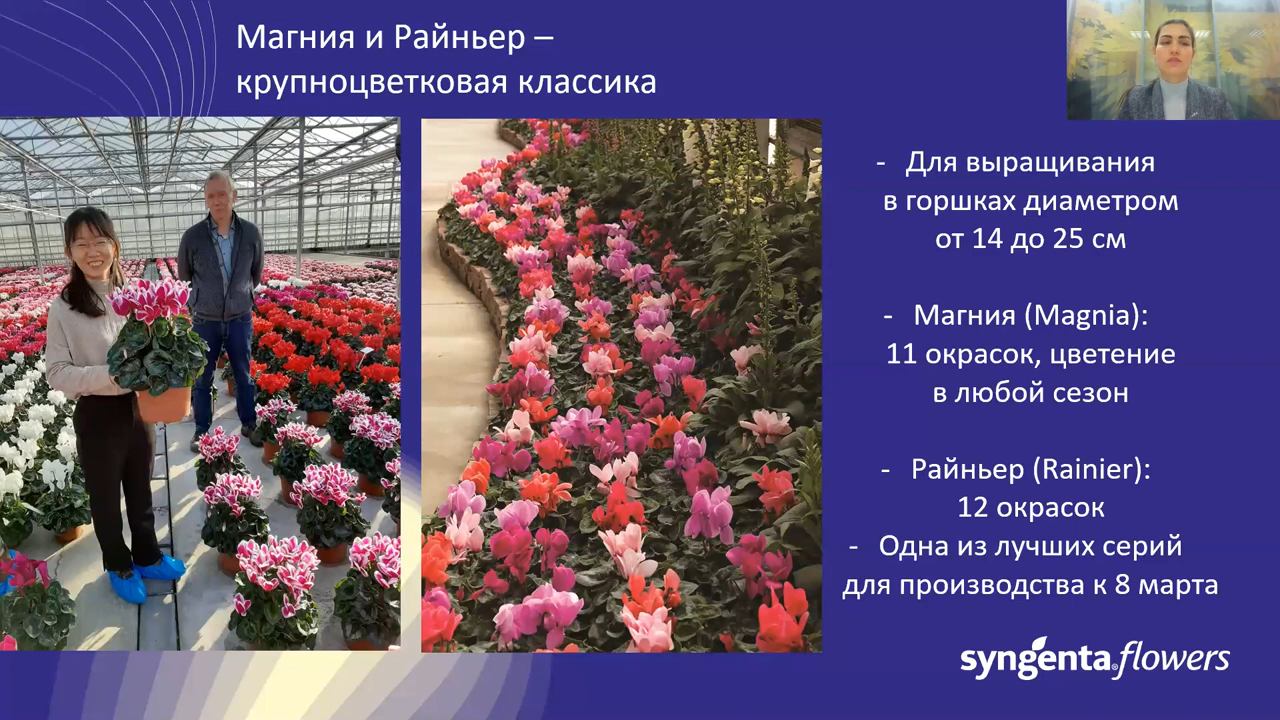 Магния и Райньер –
крупноцветковая классика
- Для выращивания
в горшках диаметром
от 14 до 25 см
- Магния (Magnia):
11 окрасок, цветение
в любой сезон
- Райньер (Rainier):
12 окрасок
- Одна из лучших серий
для производства к 8 марта
syngenta® flowers